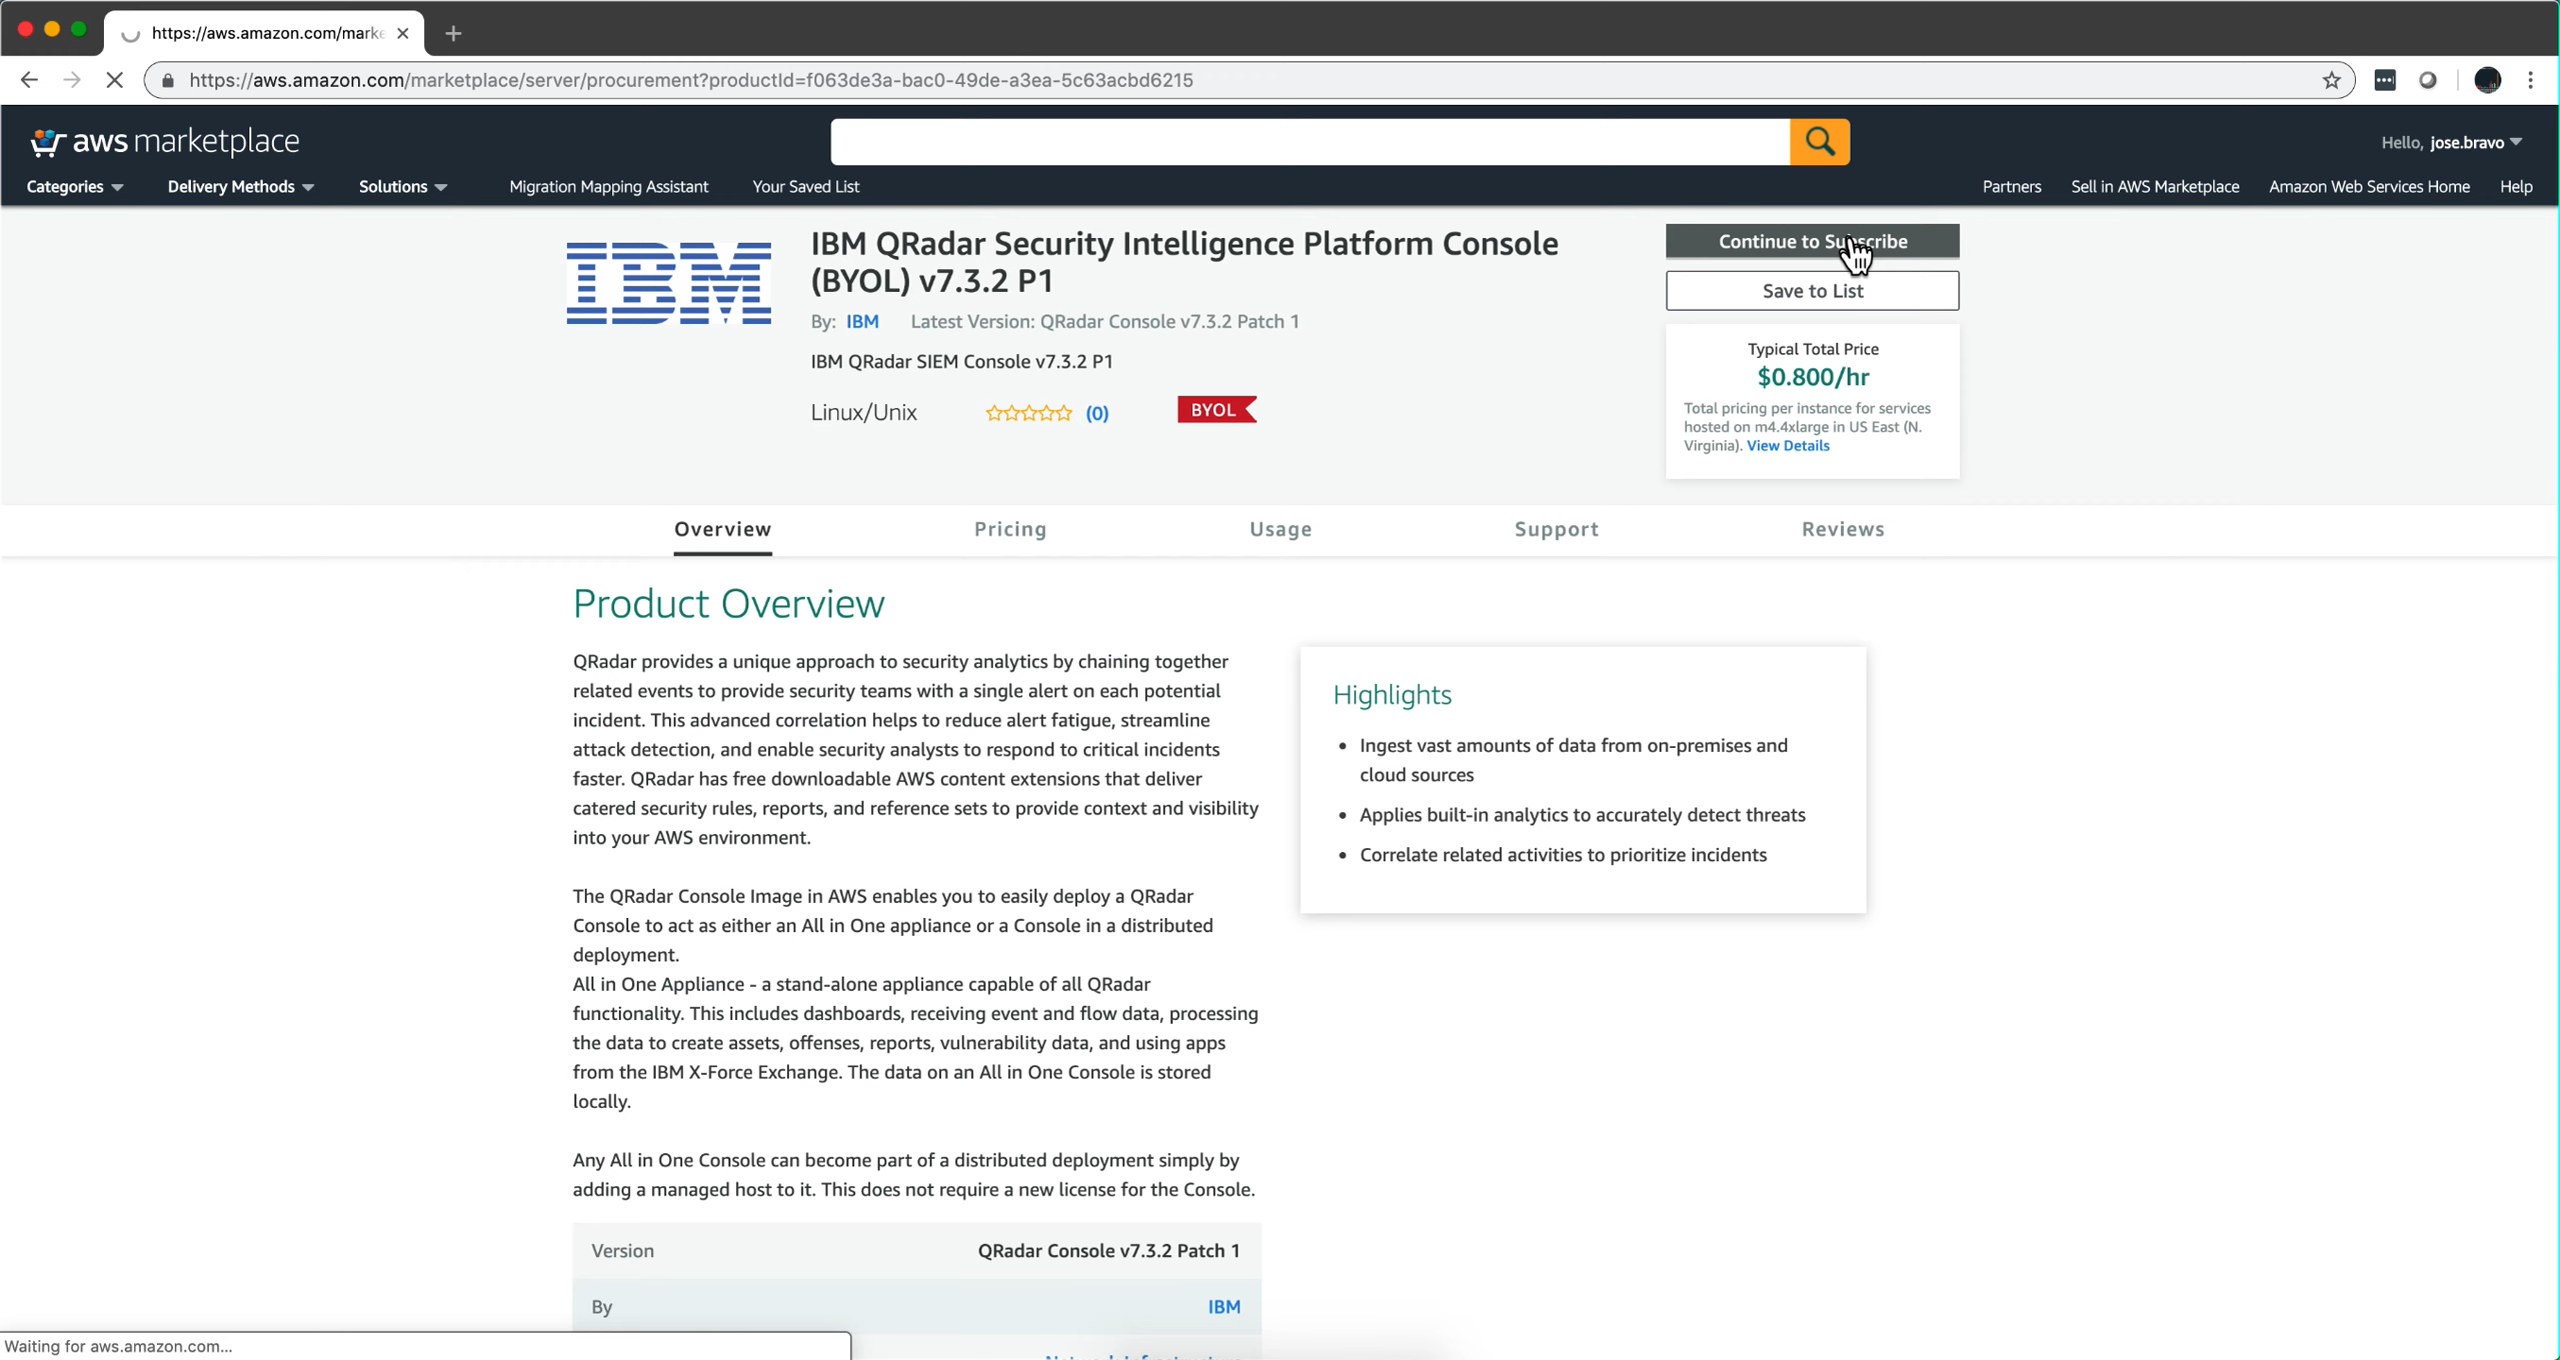 https://aws.amazon.com/marke
https://aws.amazon.com/marketplace/server/procurement?productId=f063de3a-bac0-49de-a3ea-5c63acbd6215
aws marketplace
Hello, jose.bravo
Categories
Delivery Methods
Solutions
Migration Mapping Assistant
Your Saved List
Partners
Sell in AWS Marketplace
Amazon Web Services Home
Help
IBM
IBM QRadar Security Intelligence Platform Console
(BYOL) v7.3.2 P1
By: IBM
Latest Version: QRadar Console v7.3.2 Patch 1
IBM QRadar SIEM Console v7.3.2 P1
Linux/Unix
(0)
BYOL
Continue to Subscribe
Save to List
Typical Total Price
$0.800/hr
Total pricing per instance for services
hosted on m4.4xlarge in US East (N.
Virginia). View Details
Overview
Pricing
Usage
Support
Reviews
Product Overview
QRadar provides a unique approach to security analytics by chaining together
related events to provide security teams with a single alert on each potential
incident. This advanced correlation helps to reduce alert fatigue, streamline
attack detection, and enable security analysts to respond to critical incidents
faster. QRadar has free downloadable AWS content extensions that deliver
catered security rules, reports, and reference sets to provide context and visibility
into your AWS environment.
The QRadar Console Image in AWS enables you to easily deploy a QRadar
Console to act as either an All in One appliance or a Console in a distributed
deployment.
All in One Appliance - a stand-alone appliance capable of all QRadar
functionality. This includes dashboards, receiving event and flow data, processing
the data to create assets, offenses, reports, vulnerability data, and using apps
from the IBM X-Force Exchange. The data on an All in One Console is stored
locally.
Any All in One Console can become part of a distributed deployment simply by
adding a managed host to it. This does not require a new license for the Console.
Highlights
• Ingest vast amounts of data from on-premises and
cloud sources
• Applies built-in analytics to accurately detect threats
• Correlate related activities to prioritize incidents
Version
QRadar Console v7.3.2 Patch 1
By
IBM
Waiting for aws.amazon.com...